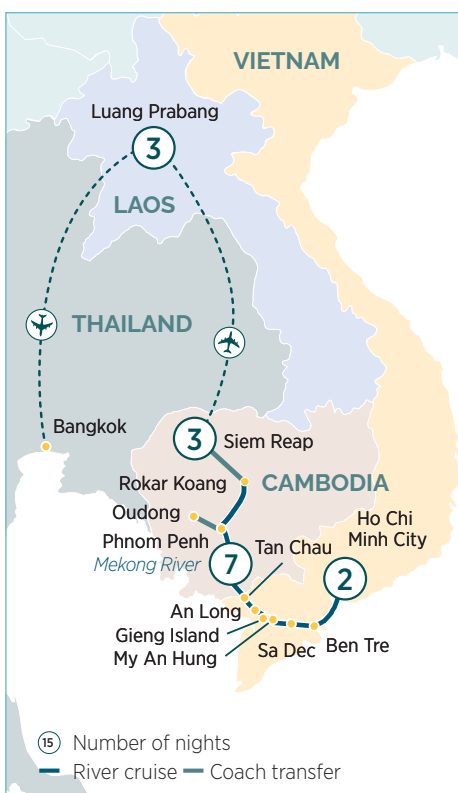 VIETNAM
Luang Prabang
3
LAOS
THAILAND
Bangkok
3
Siem Reap
Rokar Koang
CAMBODIA
Oudong
Ho Chi
Minh City
Phnom Penh
Tan Chau
Mekong River
7
2
An Long
Gieng Island
My An Hung
Sa Dec
Ben Tre
15 Number of nights
River cruise
Coach transfer